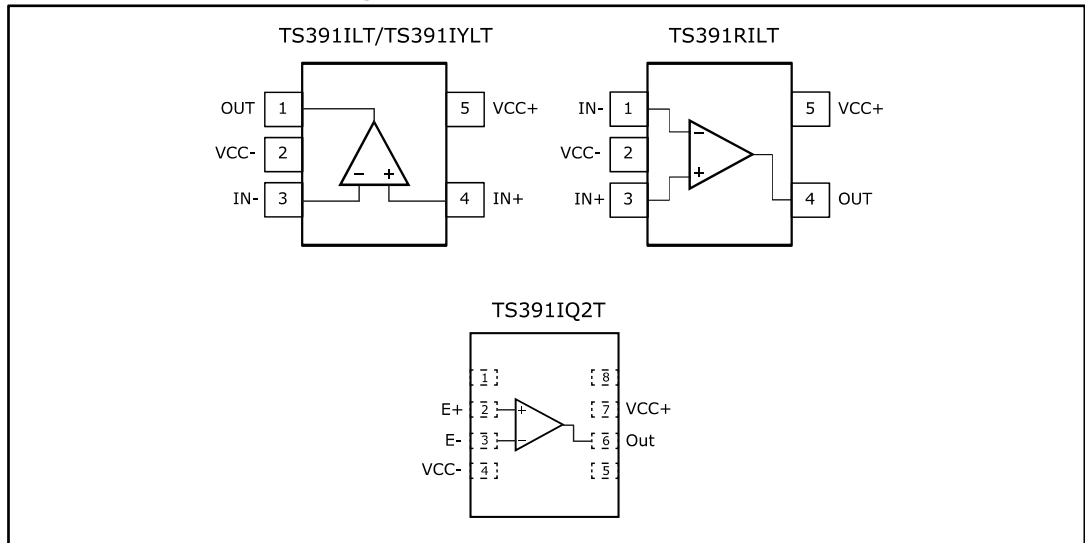 TS391ILT/TS391IYLT
OUT 1 5 VCC+
VCC- 2
IN- 3 4 IN+
- +
TS391RILT
IN- 1 5 VCC+
VCC- 2
IN+ 3 4 OUT
-
+
TS391IQ2T
1 8
E+ 2 + 7 VCC+
E- 3 - 6 Out
VCC- 4 5